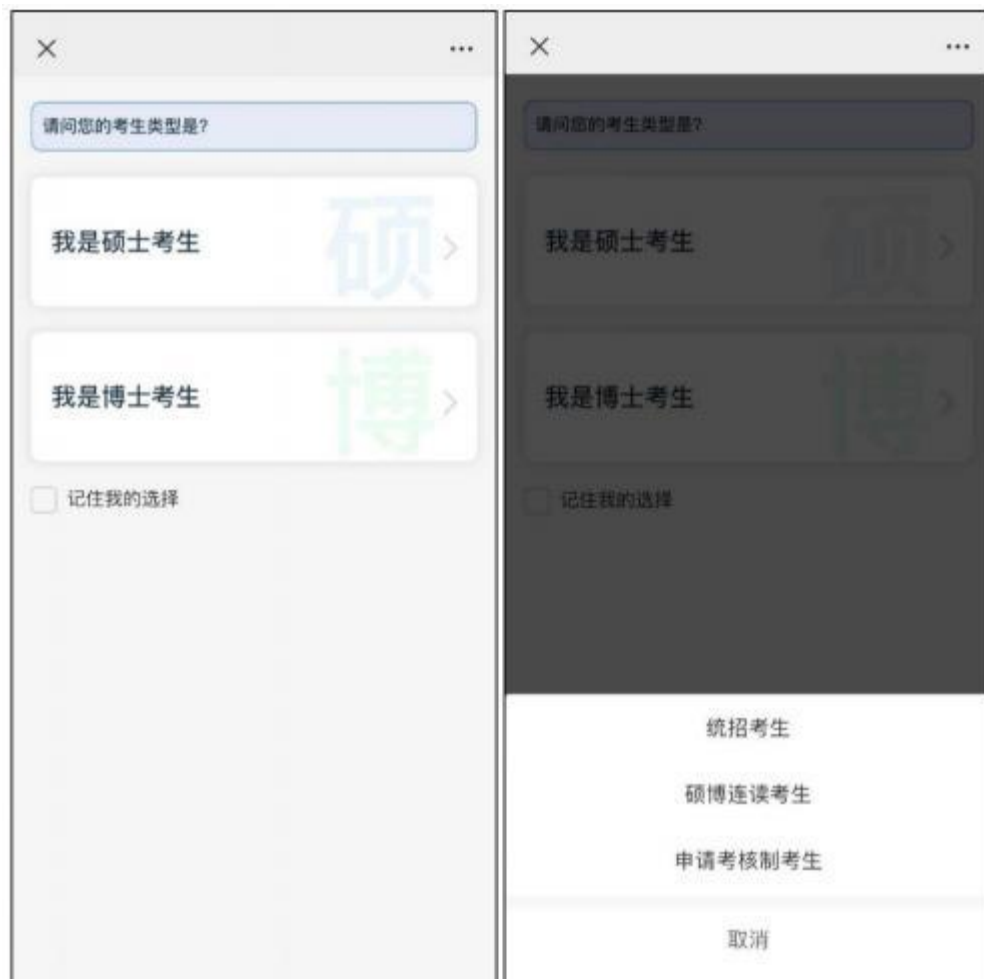 请问您的考生类型是?
我是硕士考生
硕
我是博士考生
博
记住我的选择
请问您的考生类型是?
我是硕士考生
硕
我是博士考生
博
记住我的选择
统招考生
硕博连读考生
申请考核制考生
取消